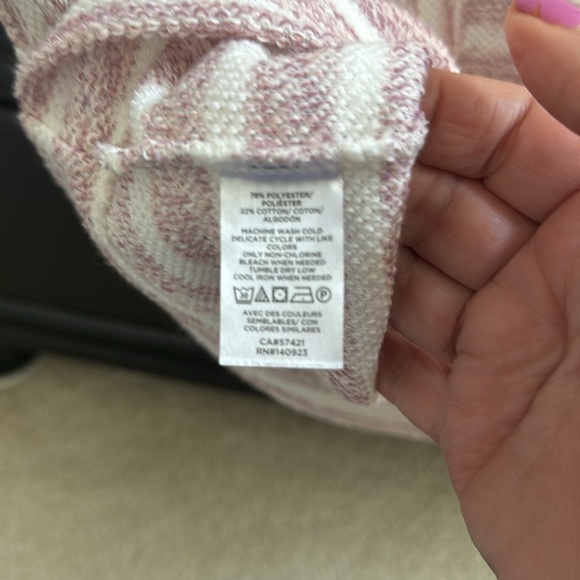 78% POLYESTER/
POLIÉSTER
22% COTTON/ COTON/
ALGODÓN
MACHINE WASH COLD
DELICATE CYCLE WITH LIKE
COLORS
ONLY NON-CHLORINE
BLEACH WHEN NEEDED
TUMBLE DRY LOW
COOL IRON WHEN NEEDED
30 P
AVEC DES COULEURS
SEMBLABLES/ CON
COLORES SIMILARES
CA#57421
RN#140923